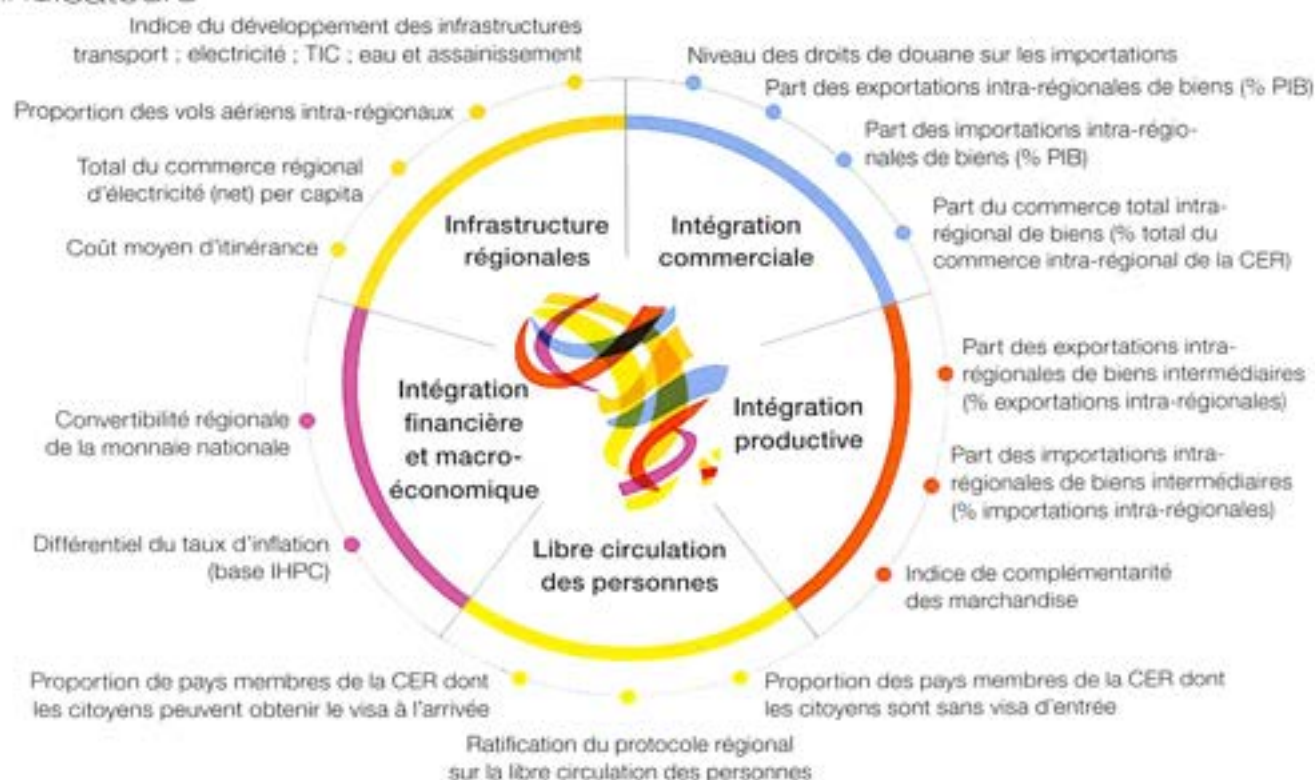 Indice du développement des infrastructures
transport ; electricité ; TIC ; eau et assainissement
Proportion des vols aériens intra-régionaux
Total du commerce régional
d'électricité (net) per capita
Coût moyen d'itinérance
Niveau des droits de douane sur les importations
Part des exportations intra-régionales de biens (% PIB)
Part des importations intra-régio-
nales de biens (% PIB)
Part du commerce total intra-
régional de biens (% total du
commerce intra-régional de la CER)
Infrastructure
régionales
Intégration
commerciale
Intégration
financière
et macro-
économique
Intégration
productive
Libre circulation
des personnes
Part des exportations intra-
régionales de biens intermédiaires
(% exportations intra-régionales)
Part des importations intra-
régionales de biens intermédiaires
(% importations intra-régionales)
Indice de complémentarité
des marchandise
Convertibilité régionale
de la monnaie nationale
Différentiel du taux d'inflation
(base IHPC)
Proportion de pays membres de la CER dont
les citoyens peuvent obtenir le visa à l'arrivée
Ratification du protocole régional
sur la libre circulation des personnes
Proportion des pays membres de la CER dont
les citoyens sont sans visa d'entrée